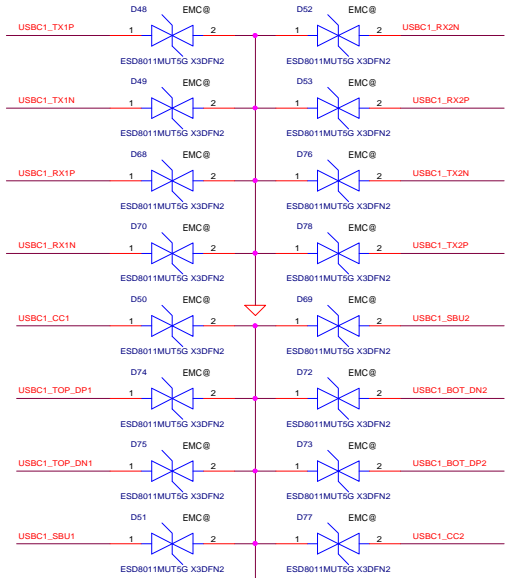 D48 EMC@ D52 EMC@
USBC1_TX1P 1 2 1 2 USBC1_RX2N
ESD8011MUT5G X3DFN2 ESD8011MUT5G X3DFN2
D49 EMC@ D53 EMC@
USBC1_TX1N 1 2 1 2 USBC1_RX2P
ESD8011MUT5G X3DFN2 ESD8011MUT5G X3DFN2
D68 EMC@ D76 EMC@
USBC1_RX1P 1 2 1 2 USBC1_TX2N
ESD8011MUT5G X3DFN2 ESD8011MUT5G X3DFN2
D70 EMC@ D78 EMC@
USBC1_RX1N 1 2 1 2 USBC1_TX2P
ESD8011MUT5G X3DFN2 ESD8011MUT5G X3DFN2
D50 EMC@ D69 EMC@
USBC1_CC1 1 2 1 2 USBC1_SBU2
ESD8011MUT5G X3DFN2 ESD8011MUT5G X3DFN2
D74 EMC@ D72 EMC@
USBC1_TOP_DP1 1 2 1 2 USBC1_BOT_DN2
ESD8011MUT5G X3DFN2 ESD8011MUT5G X3DFN2
D75 EMC@ D73 EMC@
USBC1_TOP_DN1 1 2 1 2 USBC1_BOT_DP2
ESD8011MUT5G X3DFN2 ESD8011MUT5G X3DFN2
D51 EMC@ D77 EMC@
USBC1_SBU1 1 2 1 2 USBC1_CC2
ESD8011MUT5G X3DFN2 ESD8011MUT5G X3DFN2